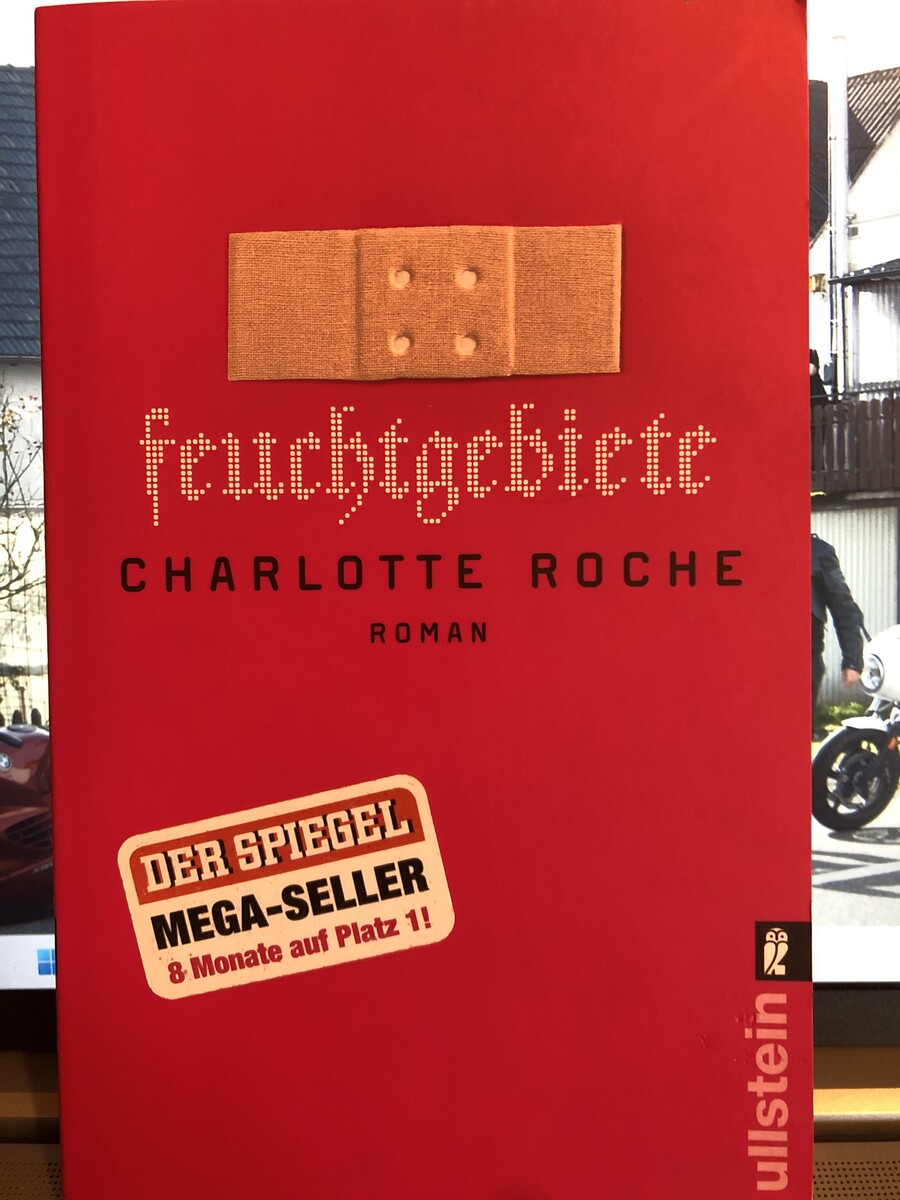 feuchtgebiete
CHARLOTTE ROCHE
ROMAN
DER SPIEGEL
MEGA-SELLER
8 Monate auf Platz 1!
ullstein